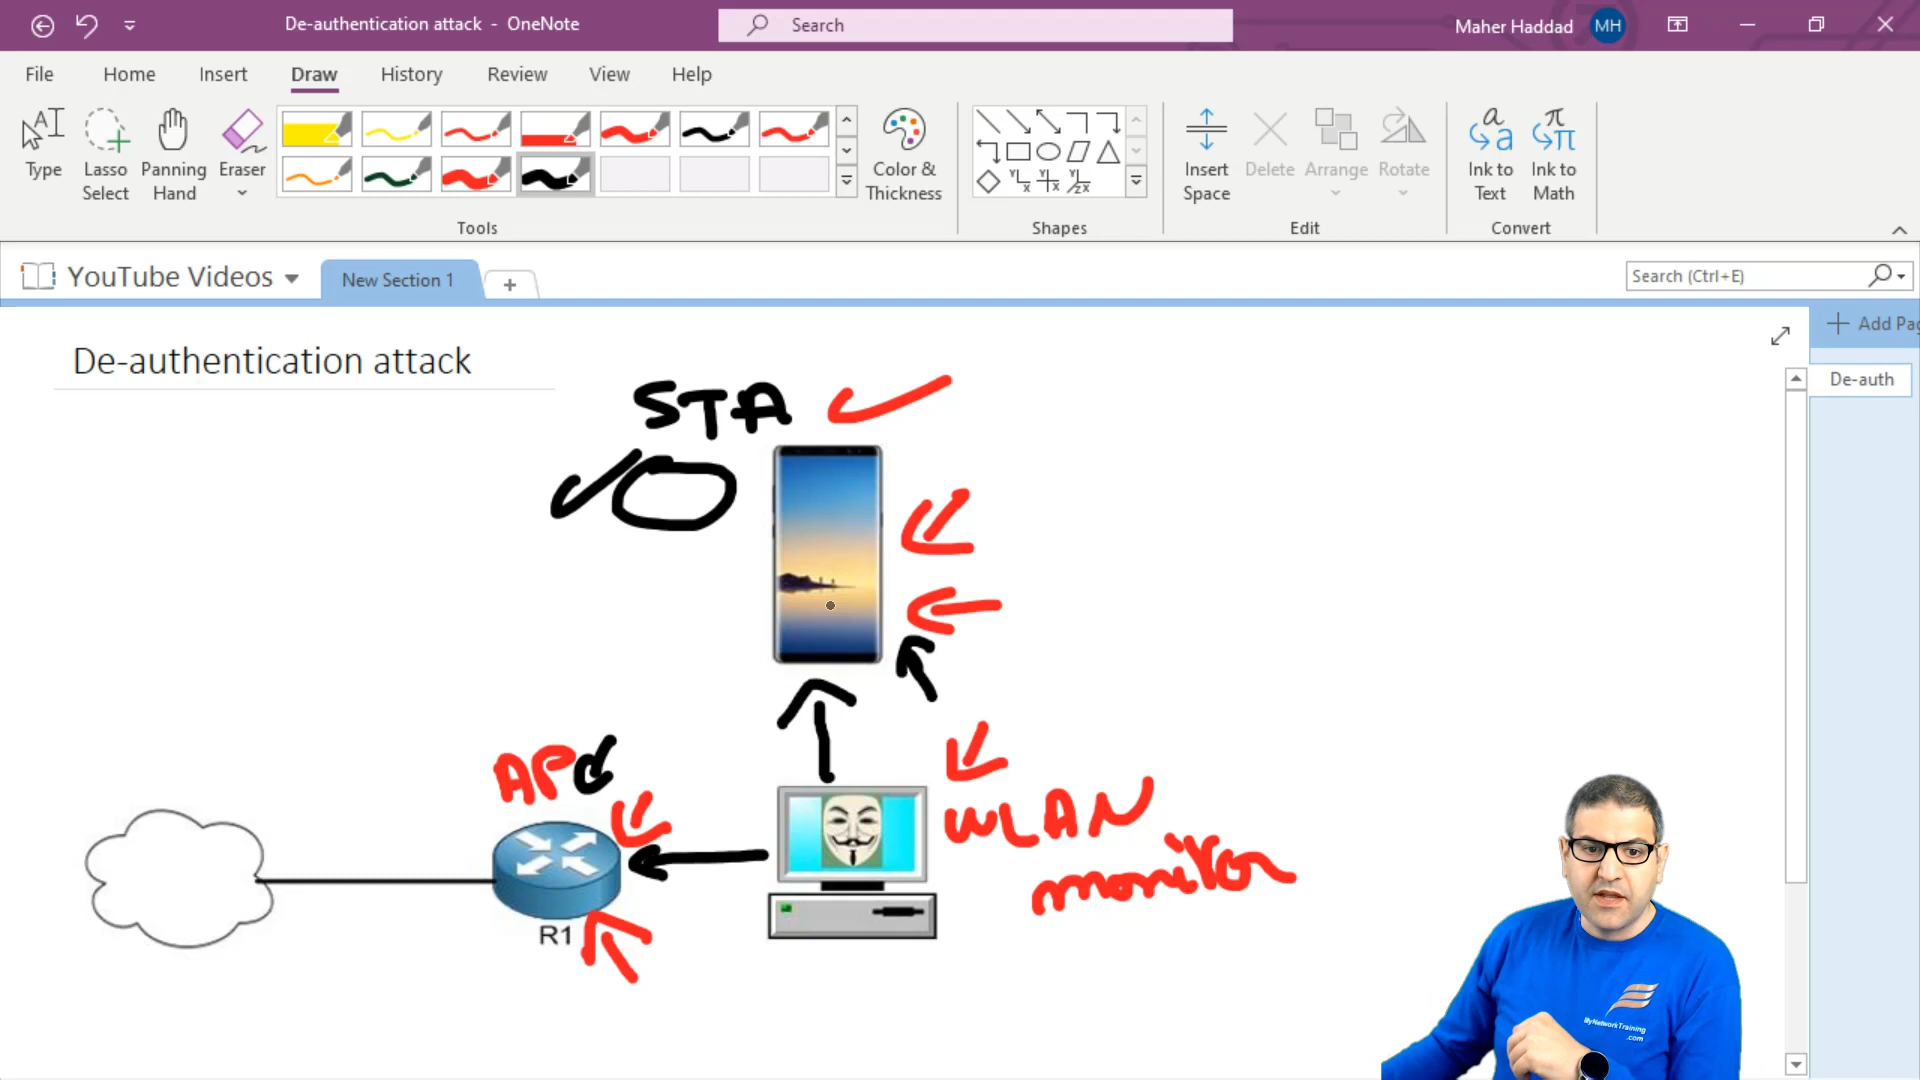 De-authentication attack - OneNote
Search
Maher Haddad MH
File Home Insert Draw History Review View Help
Type
Lasso Select
Panning Hand
Eraser
Color & Thickness
Insert Space
Delete
Arrange
Rotate
Ink to Text
Ink to Math
Tools
Shapes
Edit
Convert
YouTube Videos
New Section 1
Search (Ctrl+E)
Add Pag
De-auth
De-authentication attack
STA
AP
WLAN
monitor
R1
MyNetworkTraining
.com